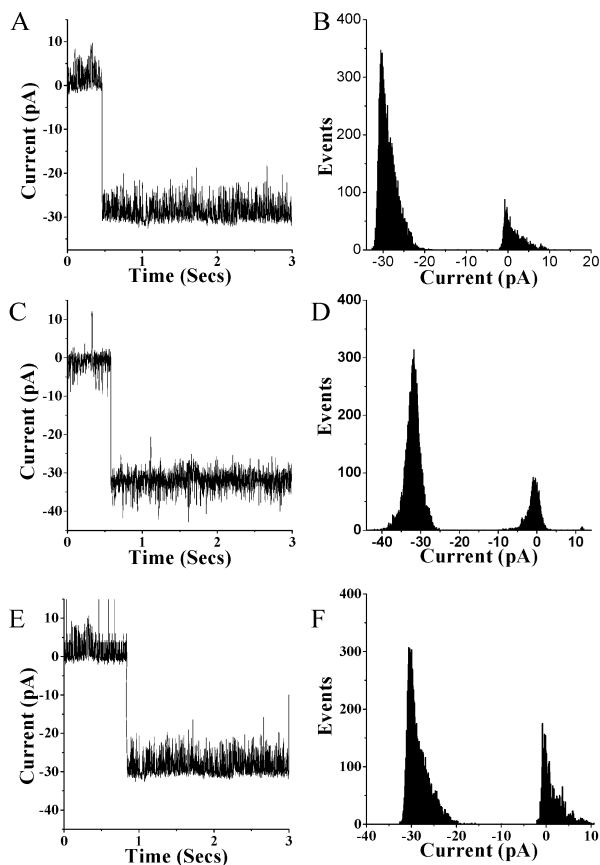 A
10
0
-10
-20
-30
Current (pA)
0 1 2 3
Time (Secs)
B
400
300
200
100
0
Events
-30 -20 -10 0 10 20
Current (pA)
C
10
0
-10
-20
-30
-40
Current (pA)
0 1 2 3
Time (Secs)
D
400
300
200
100
0
Events
-40 -30 -20 -10 0 10
Current (pA)
E
10
0
-10
-20
-30
-40
Current (pA)
0 1 2 3
Time (Secs)
F
400
300
200
100
0
Events
-40 -30 -20 -10 0 10
Current (pA)